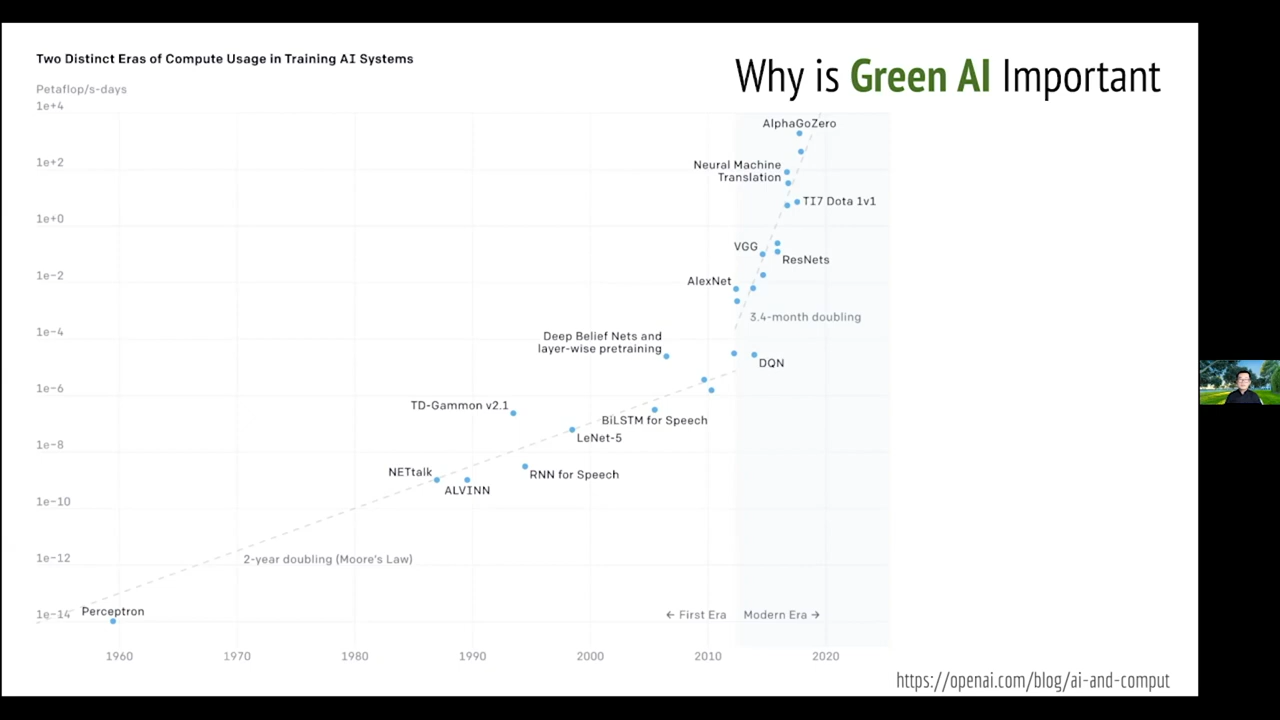 Two Distinct Eras of Compute Usage in Training AI Systems
Why is Green AI Important
Petaflop/s-days
1e+4
AlphaGoZero
1e+2
Neural Machine
Translation
TI7 Dota 1v1
1e+0
VGG
ResNets
1e-2
AlexNet
3.4-month doubling
1e-4
Deep Belief Nets and
layer-wise pretraining
DQN
1e-6
TD-Gammon v2.1
BiLSTM for Speech
LeNet-5
1e-8
NETtalk
RNN for Speech
ALVINN
1e-10
1e-12
2-year doubling (Moore's Law)
1e-14
Perceptron
← First Era
Modern Era →
1960
1970
1980
1990
2000
2010
2020
https://openai.com/blog/ai-and-comput